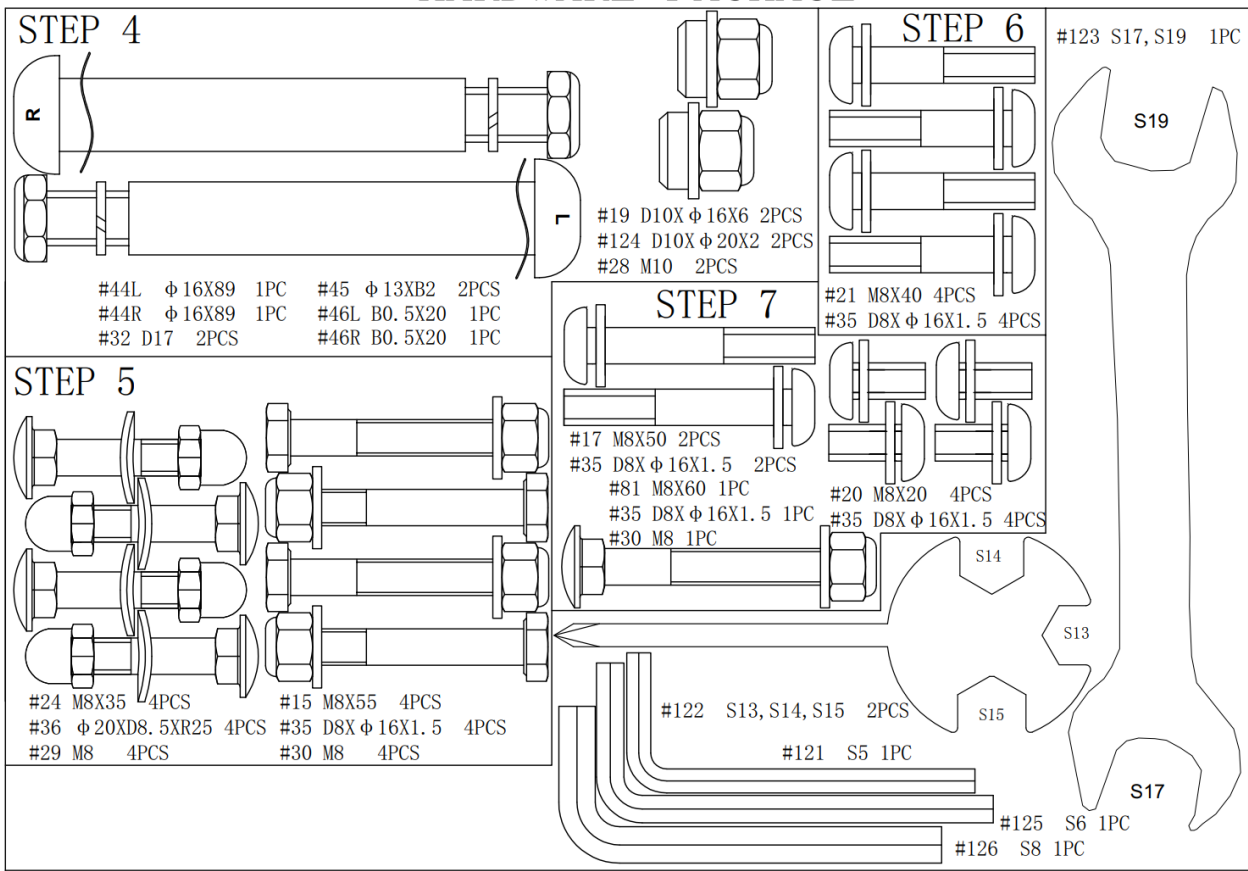 STEP 4
R
L
#44L φ16X89 1PC
#44R φ16X89 1PC
#32 D17 2PCS
#45 φ13XB2 2PCS
#46L B0.5X20 1PC
#46R B0.5X20 1PC
#19 D10Xφ16X6 2PCS
#124 D10Xφ20X2 2PCS
#28 M10 2PCS
STEP 6
#21 M8X40 4PCS
#35 D8Xφ16X1.5 4PCS
#20 M8X20 4PCS
#35 D8Xφ16X1.5 4PCS
#123 S17,S19 1PC
S19
S17
STEP 5
#24 M8X35 4PCS
#36 φ20XD8.5XR25 4PCS
#29 M8 4PCS
#15 M8X55 4PCS
#35 D8Xφ16X1.5 4PCS
#30 M8 4PCS
STEP 7
#17 M8X50 2PCS
#35 D8Xφ16X1.5 2PCS
#81 M8X60 1PC
#35 D8Xφ16X1.5 1PC
#30 M8 1PC
S14
S13
S15
#122 S13,S14,S15 2PCS
#121 S5 1PC
#125 S6 1PC
#126 S8 1PC